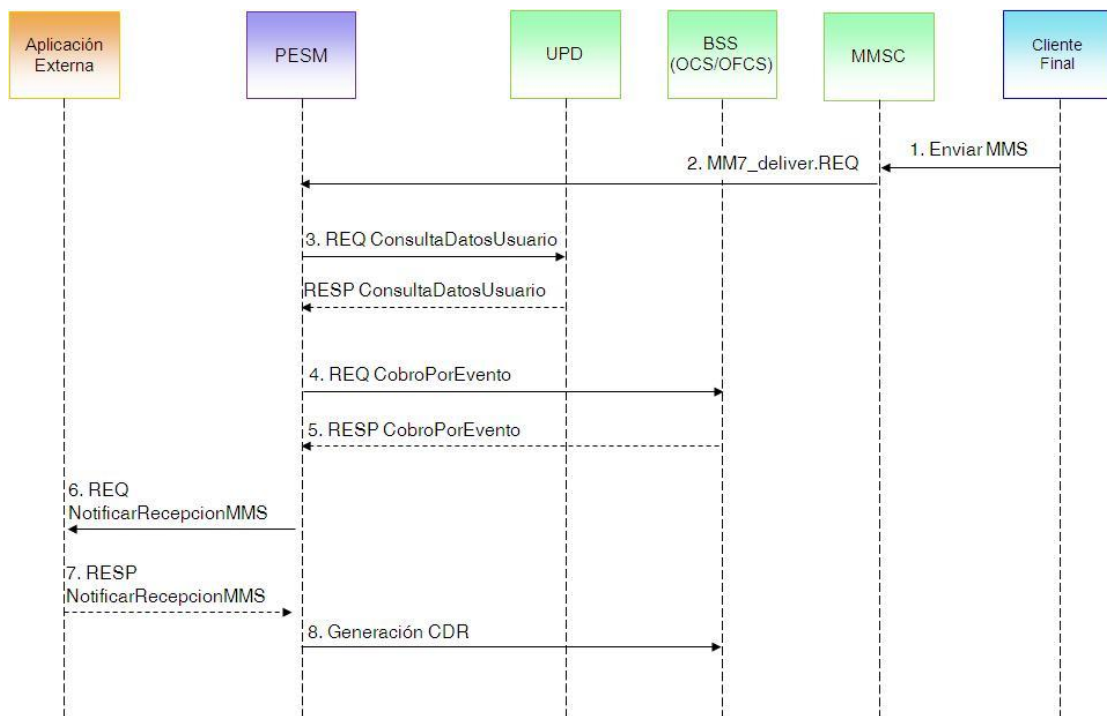 Aplicación
Externa
PESM
UPD
BSS
(OCS/OFCS)
MMSC
Cliente
Final
1. Enviar MMS
2. MM7_deliver.REQ
3. REQ ConsultaDatosUsuario
RESP ConsultaDatosUsuario
4. REQ CobroPorEvento
5. RESP CobroPorEvento
6. REQ
NotificarRecepcionMMS
7. RESP
NotificarRecepcionMMS
8. Generación CDR